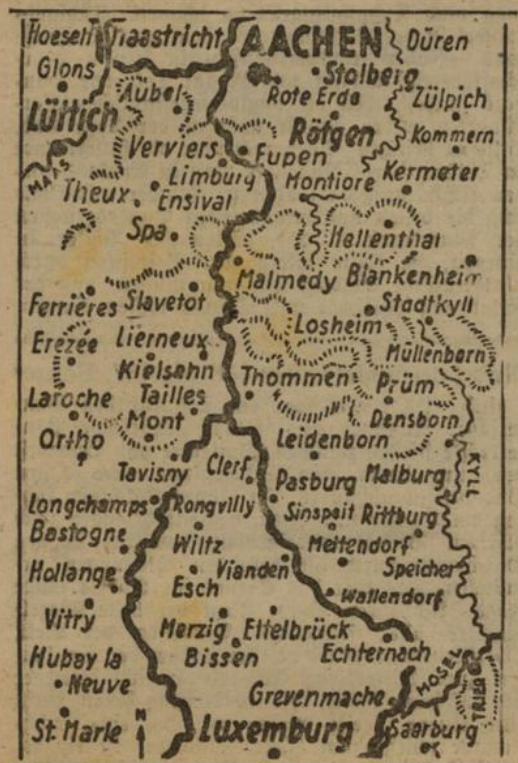 Hoeselt Maastricht AACHEN Düren
Glons Stolberg
Aubel Rote Erde Zülpich
Lüttich Rötgen Kommern
Verviers Eupen
MAAS Limburg Montiore Kermeter
Theux Ensival
Spa Hellenthal
Malmedy Blankenheim
Ferrières Slavetot Stadtkyll
Erezée Lierneux Losheim Müllenborn
Kielsahn Thommen Prüm
Laroche Tailles Densborn
Mont
Ortho Leidenborn
Tavisny Clerf Pasburg Malburg KYLL
Longchamps Rongvilly Sinspeit Rittburg
Bastogne Wiltz Mettendorf
Hollange Esch Vianden Speicher
Wallendorf
Vitry Merzig Ettelbrück
Hubay la Bissen Echternach
Neuve MOSEL
Grevenmache TRIER
St. Marie N Luxemburg Saarburg